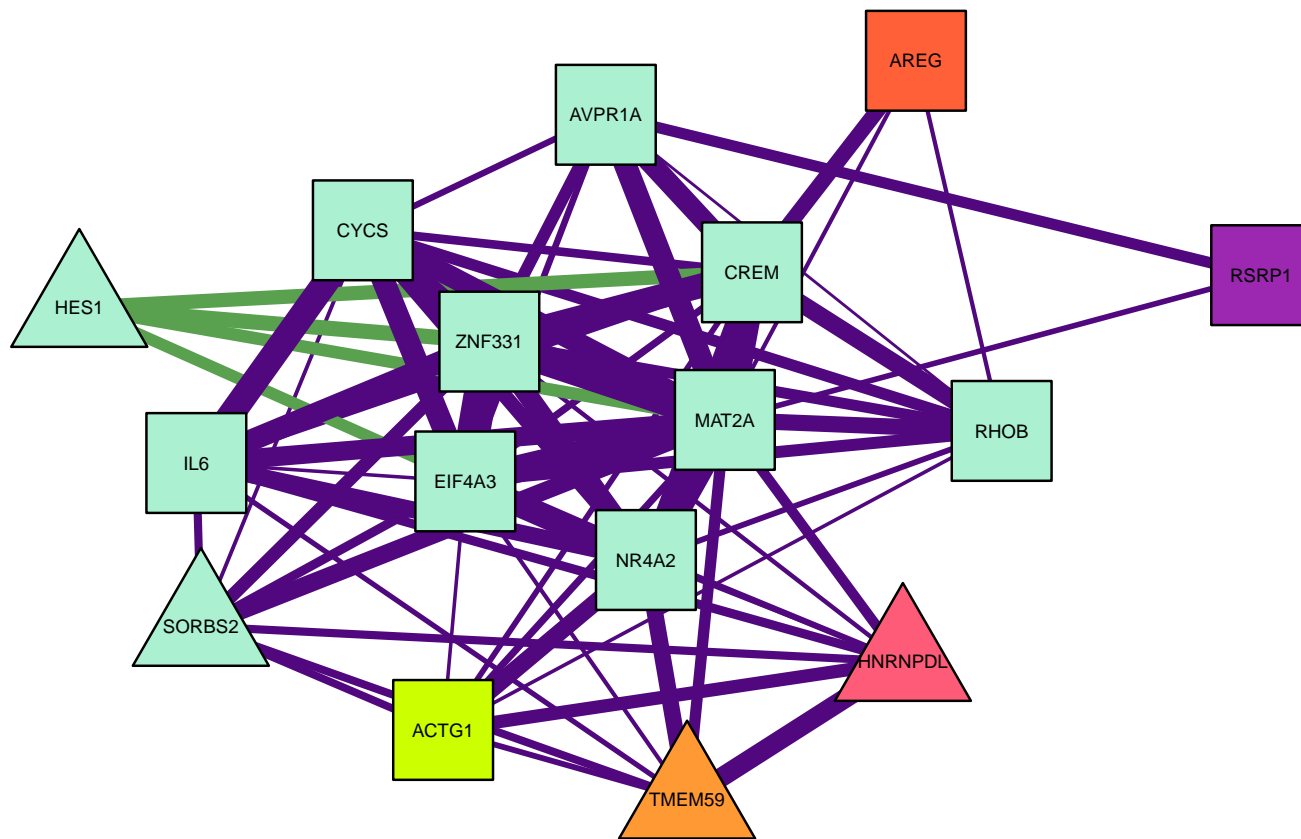 AREG
AVPR1A
CYCS
CREM
RSRP1
HES1
ZNF331
MAT2A
RHOB
IL6
EIF4A3
NR4A2
SORBS2
HNRNPDL
ACTG1
TMEM59